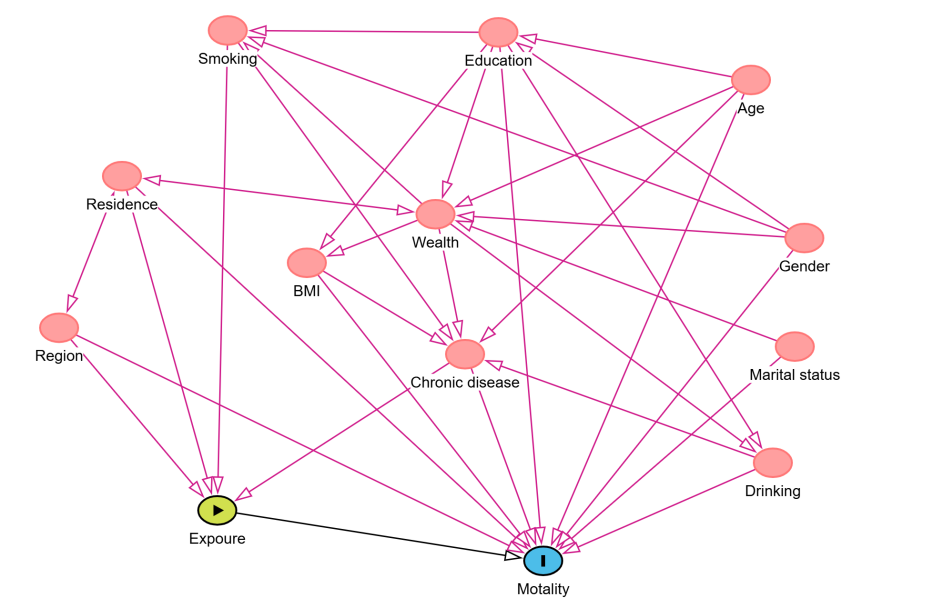 Smoking
Education
Age
Residence
Wealth
Gender
BMI
Region
Chronic disease
Marital status
Drinking
Expoure
Motality